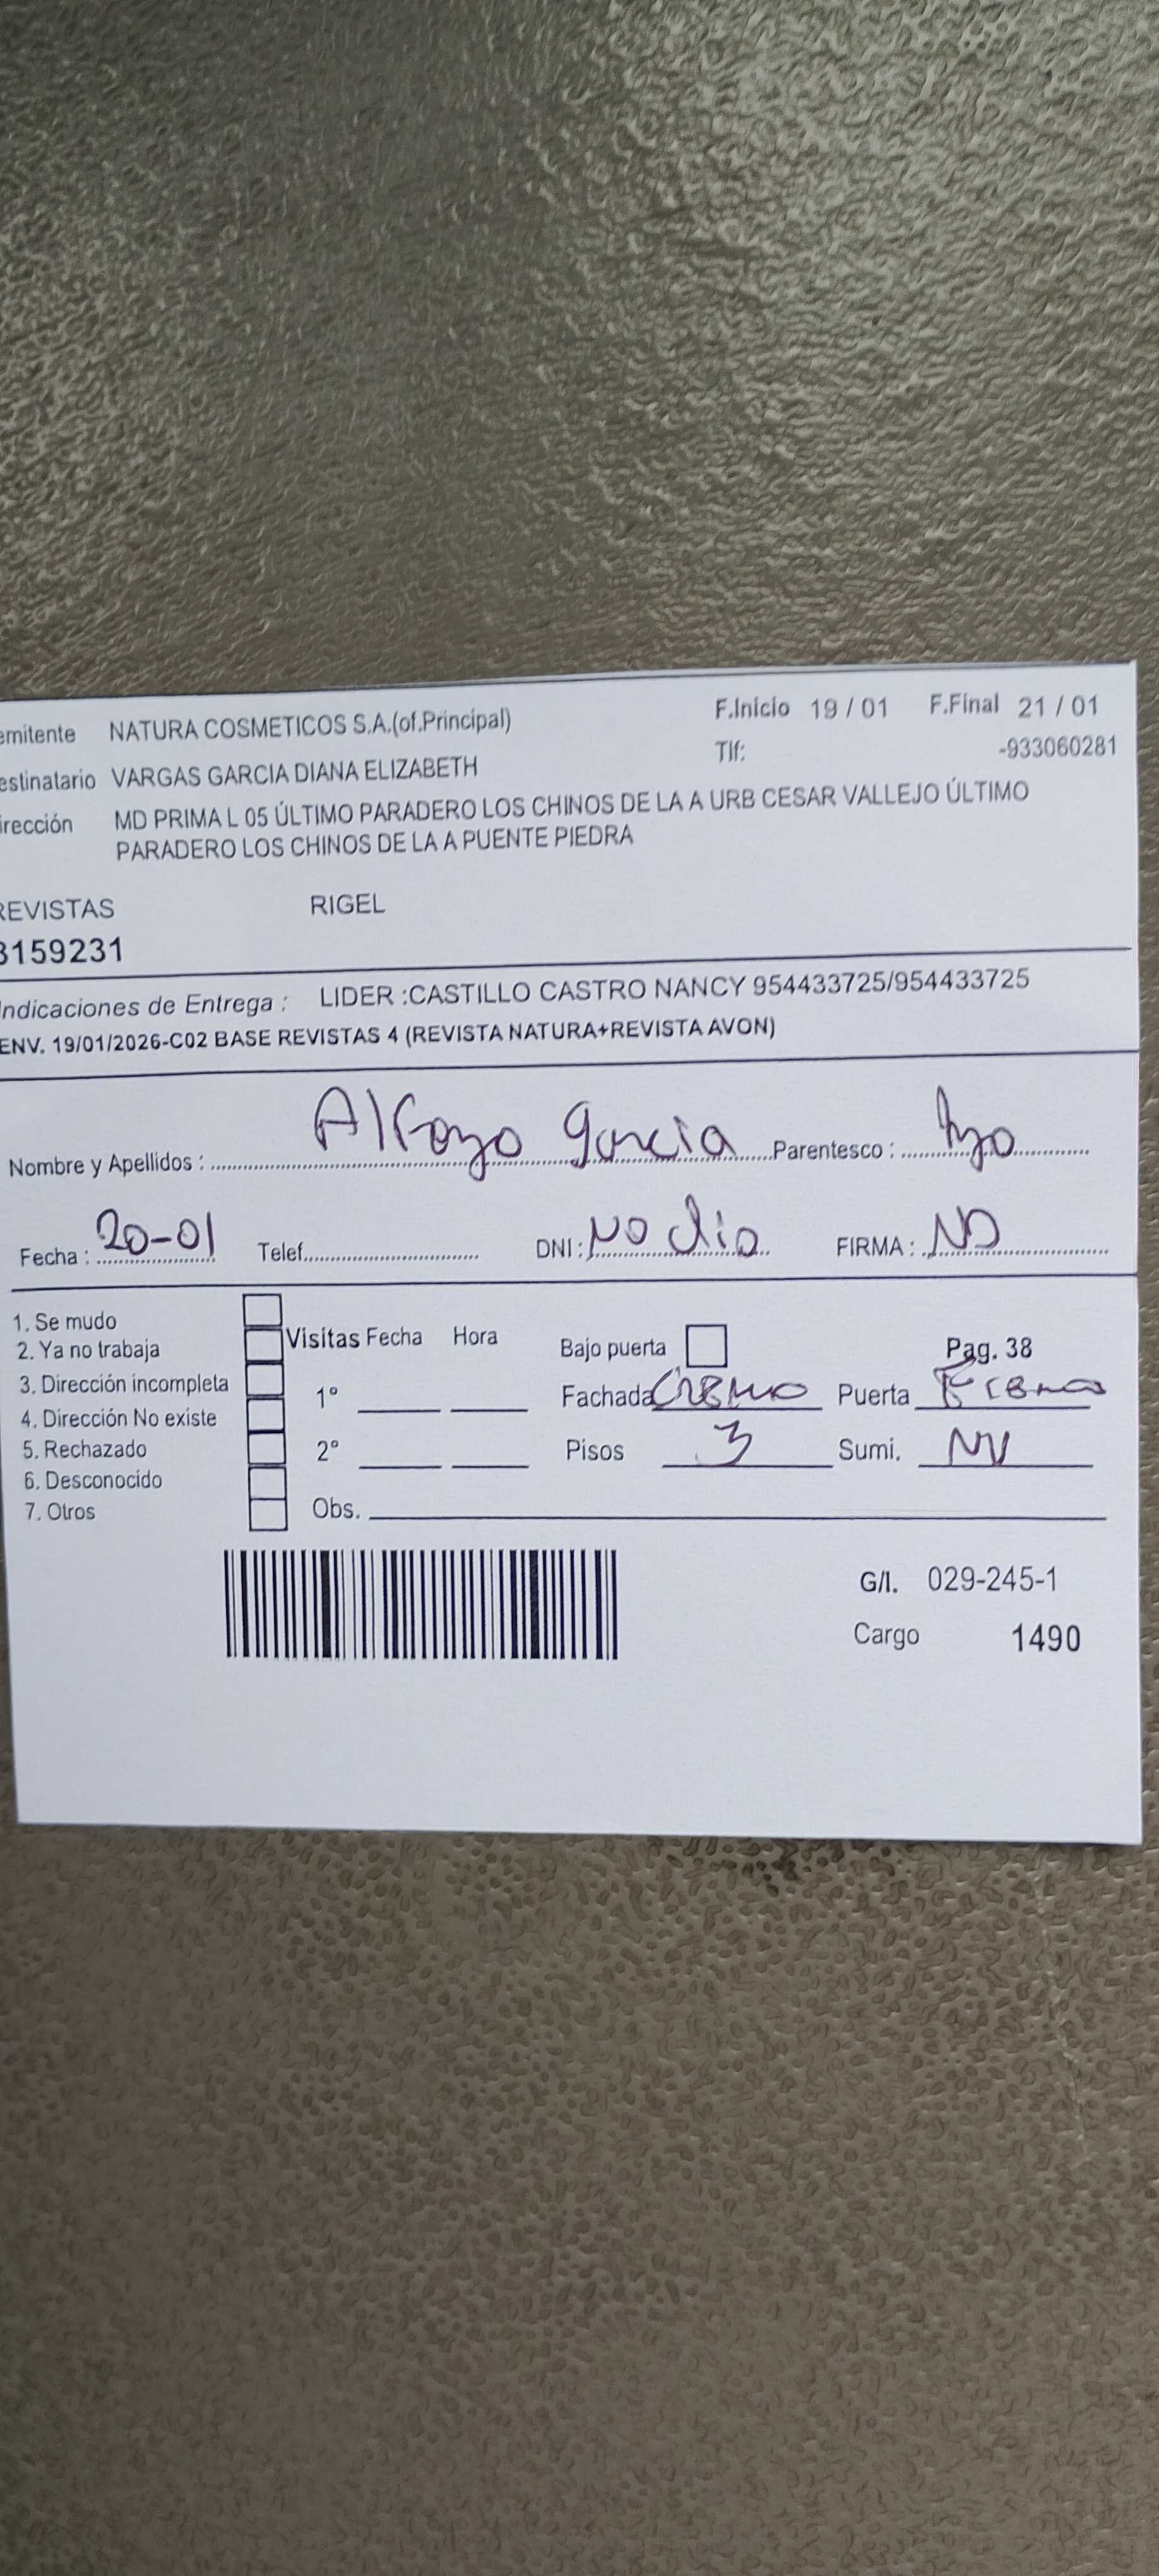 emitente NATURA COSMETICOS S.A.(of.Principal) F.Inicio 19 / 01 F.Final 21 / 01
estinatario VARGAS GARCIA DIANA ELIZABETH Tlf: -933060281
irección MD PRIMA L 05 ÚLTIMO PARADERO LOS CHINOS DE LA A URB CESAR VALLEJO ÚLTIMO
PARADERO LOS CHINOS DE LA A PUENTE PIEDRA
REVISTAS RIGEL
3159231
Indicaciones de Entrega : LIDER :CASTILLO CASTRO NANCY 954433725/954433725
ENV. 19/01/2026-C02 BASE REVISTAS 4 (REVISTA NATURA+REVISTA AVON)
Nombre y Apellidos : Garcia Parentesco :
Fecha : 20-01 Telef. DNI : NO dio FIRMA : ND
1. Se mudo
2. Ya no trabaja Visitas Fecha Hora Bajo puerta Pag. 38
3. Dirección incompleta 1° Fachada Puerta
4. Dirección No existe
5. Rechazado 2° Pisos 3 Sumi. NV
6. Desconocido
7. Otros Obs.
G/I. 029-245-1
Cargo 1490